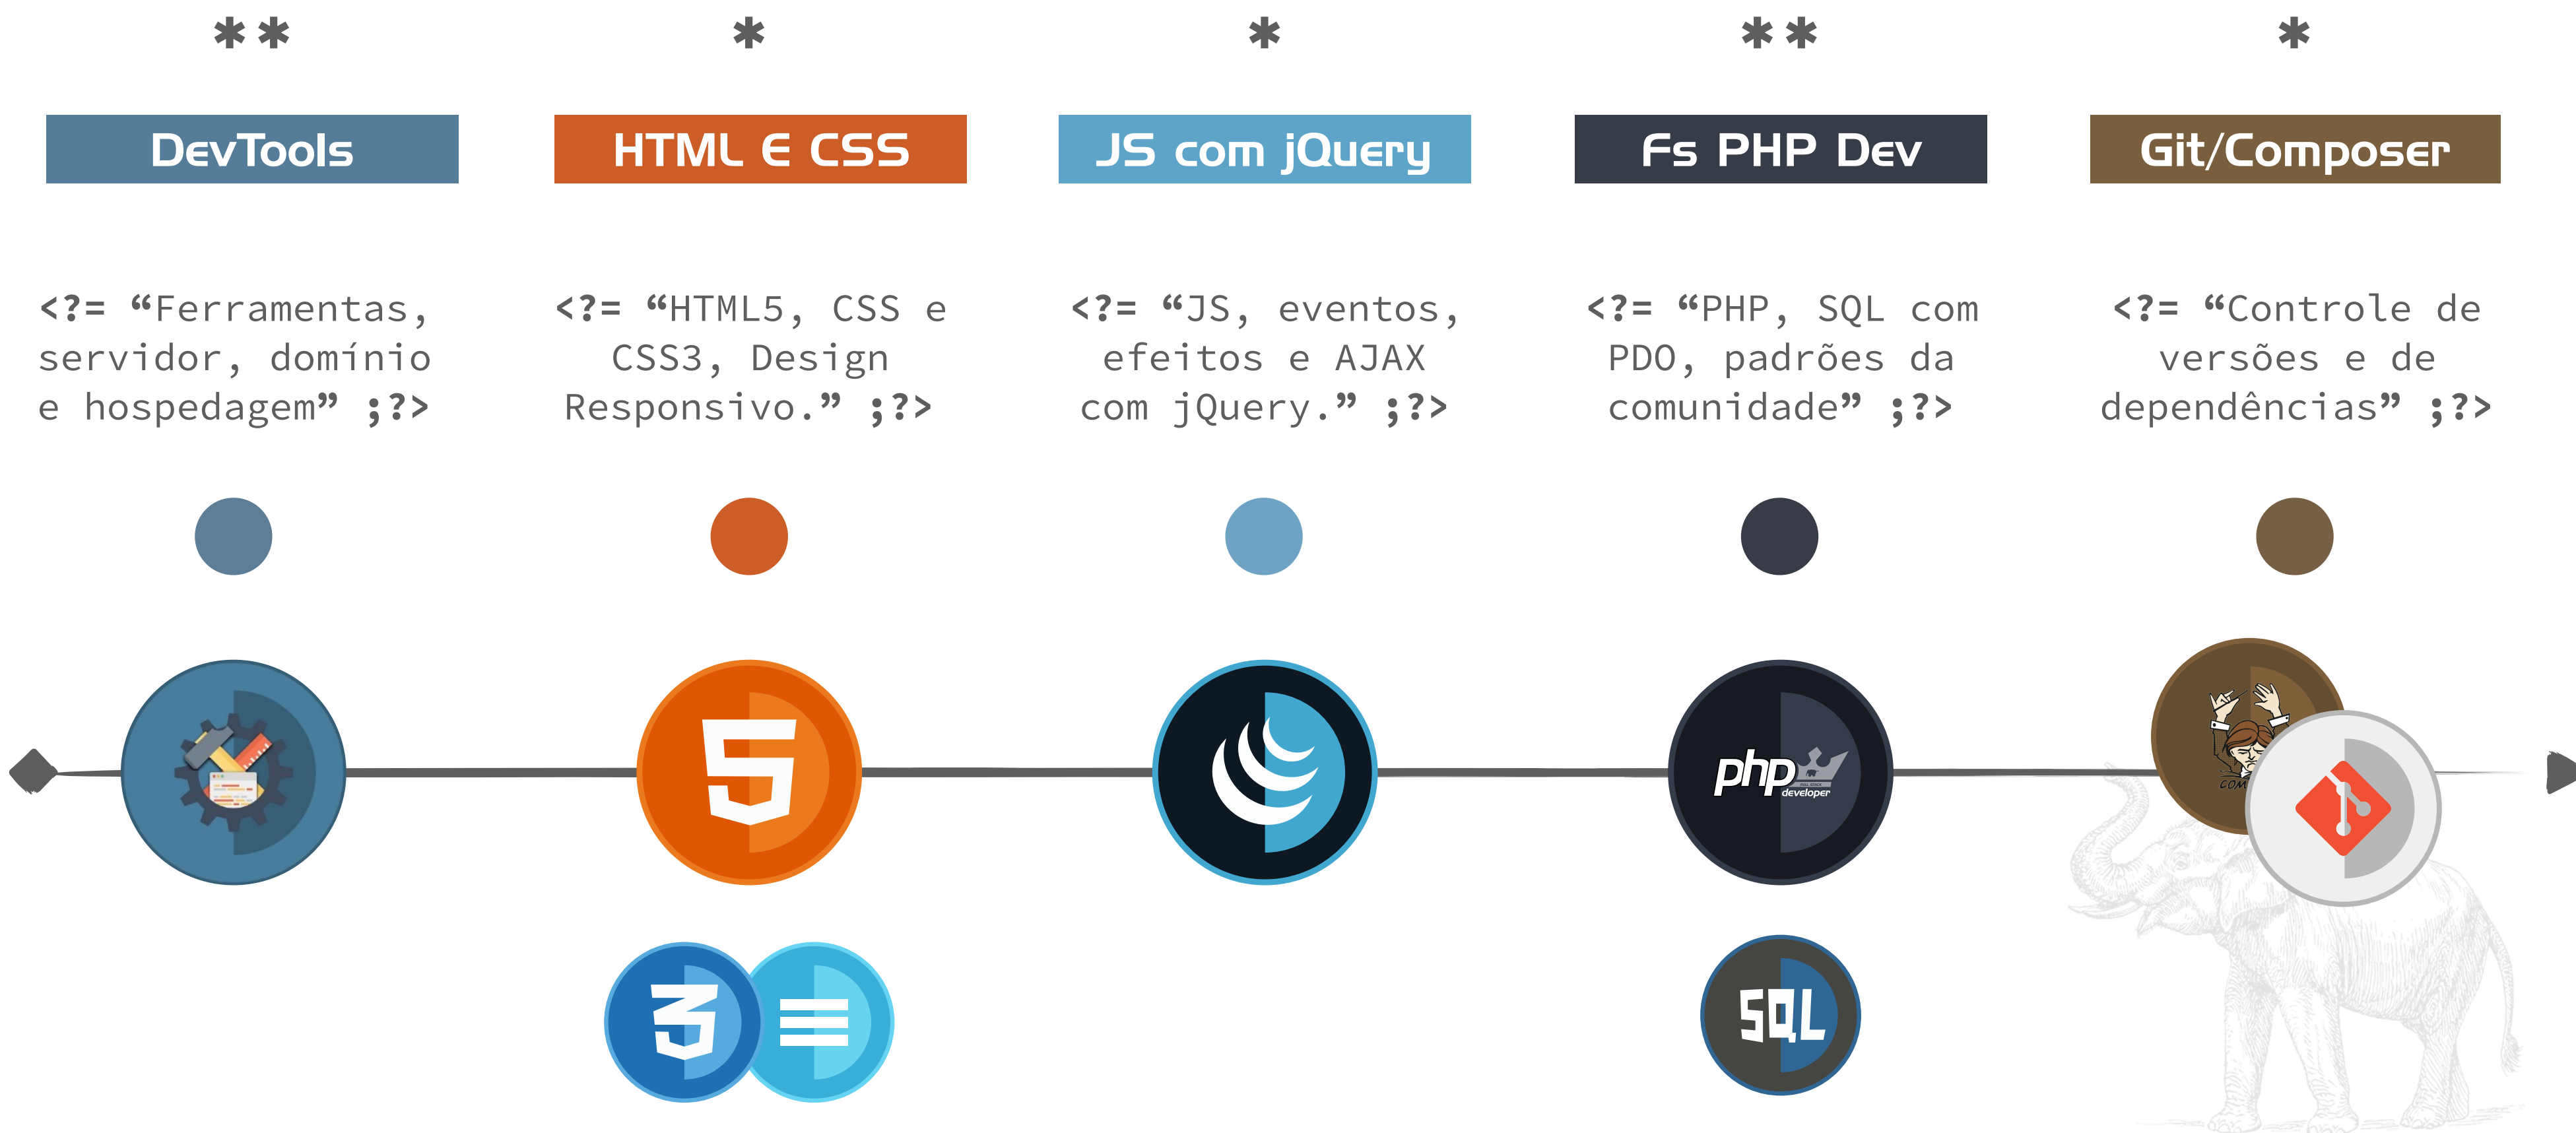 **
*
*
**
*
DevTools
HTML E CSS
JS com jQuery
Fs PHP Dev
Git/Composer
<?= “Ferramentas,
servidor, domínio
e hospedagem” ;?>
<?= “HTML5, CSS e
CSS3, Design
Responsivo.” ;?>
<?= “JS, eventos,
efeitos e AJAX
com jQuery.” ;?>
<?= “PHP, SQL com
PDO, padrões da
comunidade” ;?>
<?= “Controle de
versões e de
dependências” ;?>
5
php
developer
3
SQL